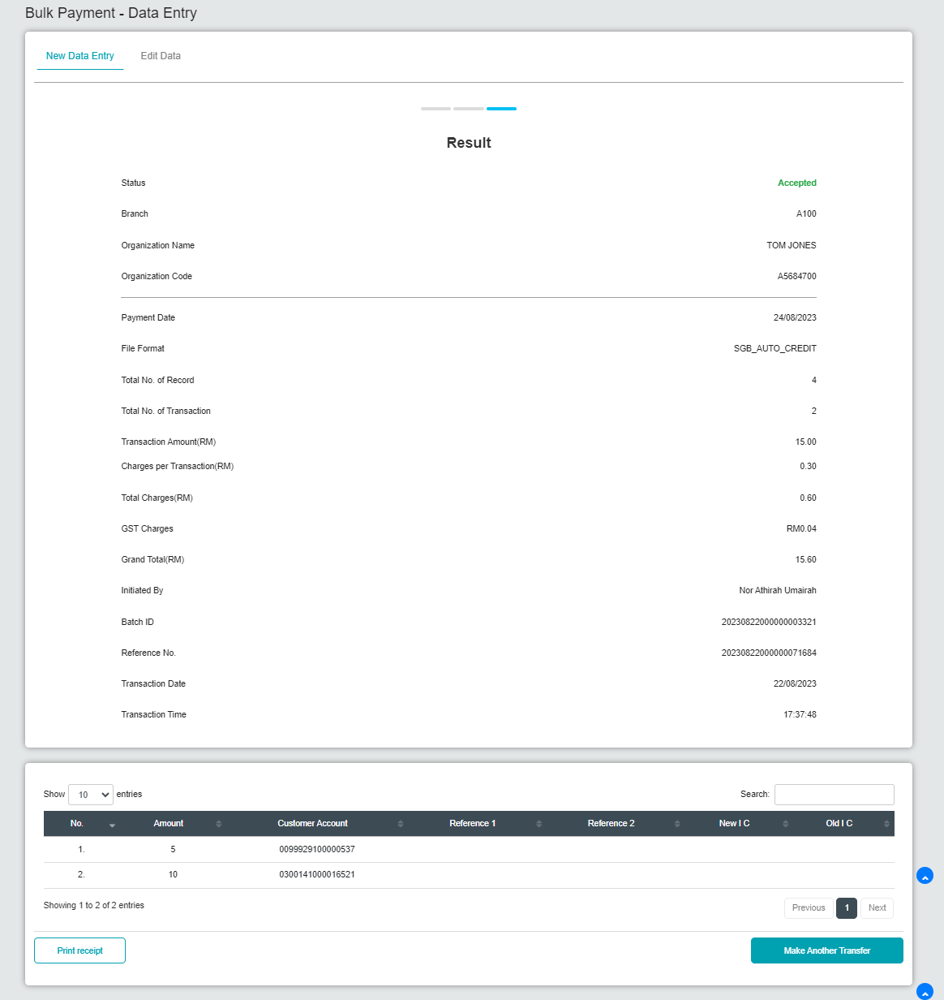 Bulk Payment - Data Entry
New Data Entry Edit Data
Result
Status Accepted
Branch A100
Organization Name TOM JONES
Organization Code A5684700
Payment Date 24/08/2023
File Format SGB_AUTO_CREDIT
Total No. of Record 4
Total No. of Transaction 2
Transaction Amount(RM) 15.00
Charges per Transaction(RM) 0.30
Total Charges(RM) 0.60
GST Charges RM0.04
Grand Total(RM) 15.60
Initiated By Nor Athirah Umairah
Batch ID 20230822000000003321
Reference No. 20230822000000071684
Transaction Date 22/08/2023
Transaction Time 17:37:48
Show 10 entries Search:
No. Amount Customer Account Reference 1 Reference 2 New I C Old I C
1. 5 0099929100000537
2. 10 0300141000016521
Showing 1 to 2 of 2 entries Previous 1 Next
Print receipt Make Another Transfer